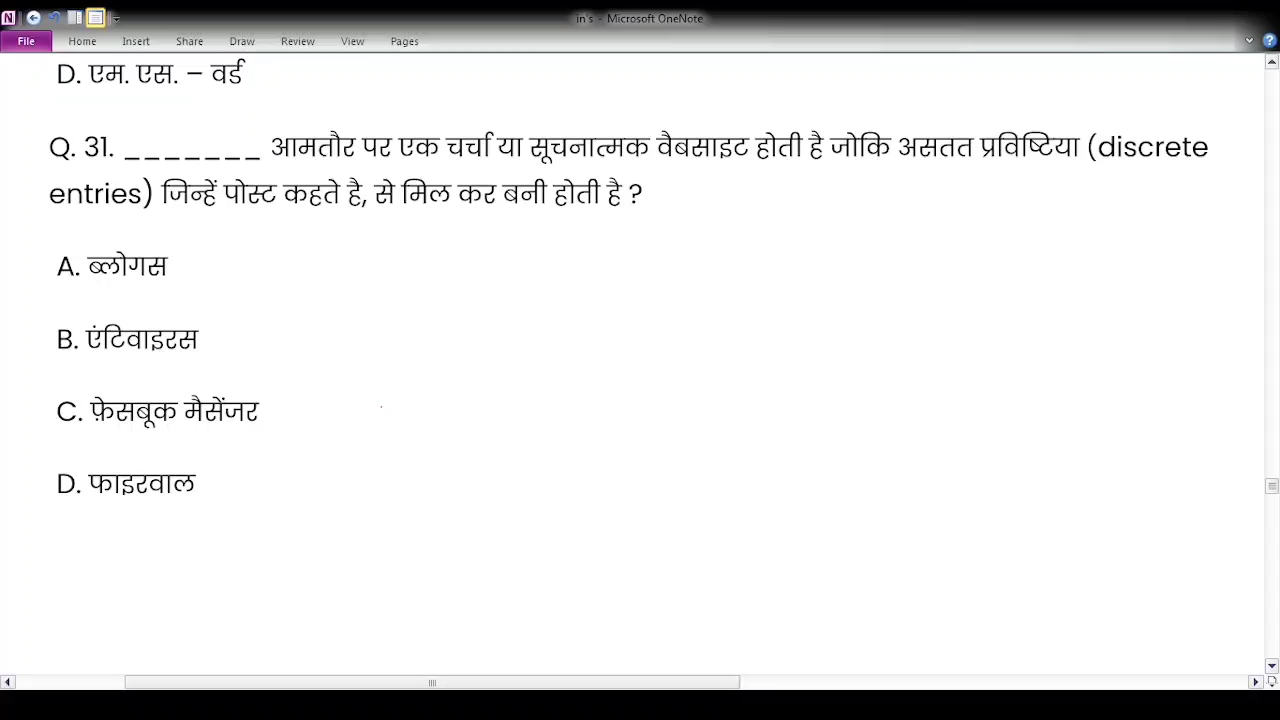 in's - Microsoft OneNote
File Home Insert Share Draw Review View Pages
D. एम. एस. – वर्ड
Q. 31. _______ आमतौर पर एक चर्चा या सूचनात्मक वैबसाइट होती है जोकि असतत प्रविष्टिया (discrete
entries) जिन्हें पोस्ट कहते है, से मिल कर बनी होती है ?
A. ब्लोगस
B. एंटिवाइरस
C. फ़ेसबूक मैसेंजर
D. फाइरवाल